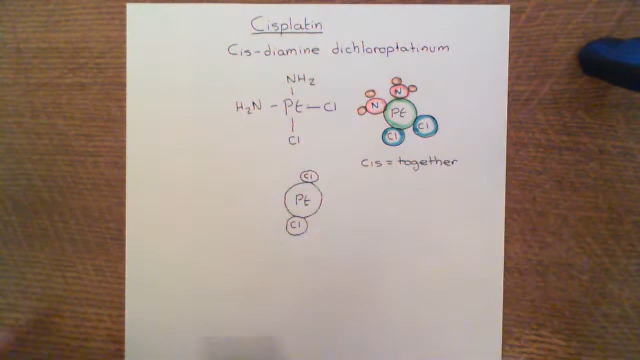 Cisplatin
Cis-diamine dichloroplatinum
NH2
H2N - Pt - Cl
Cl
N
N
Pt
Cl
Cl
Cis = together
Cl
Pt
Cl